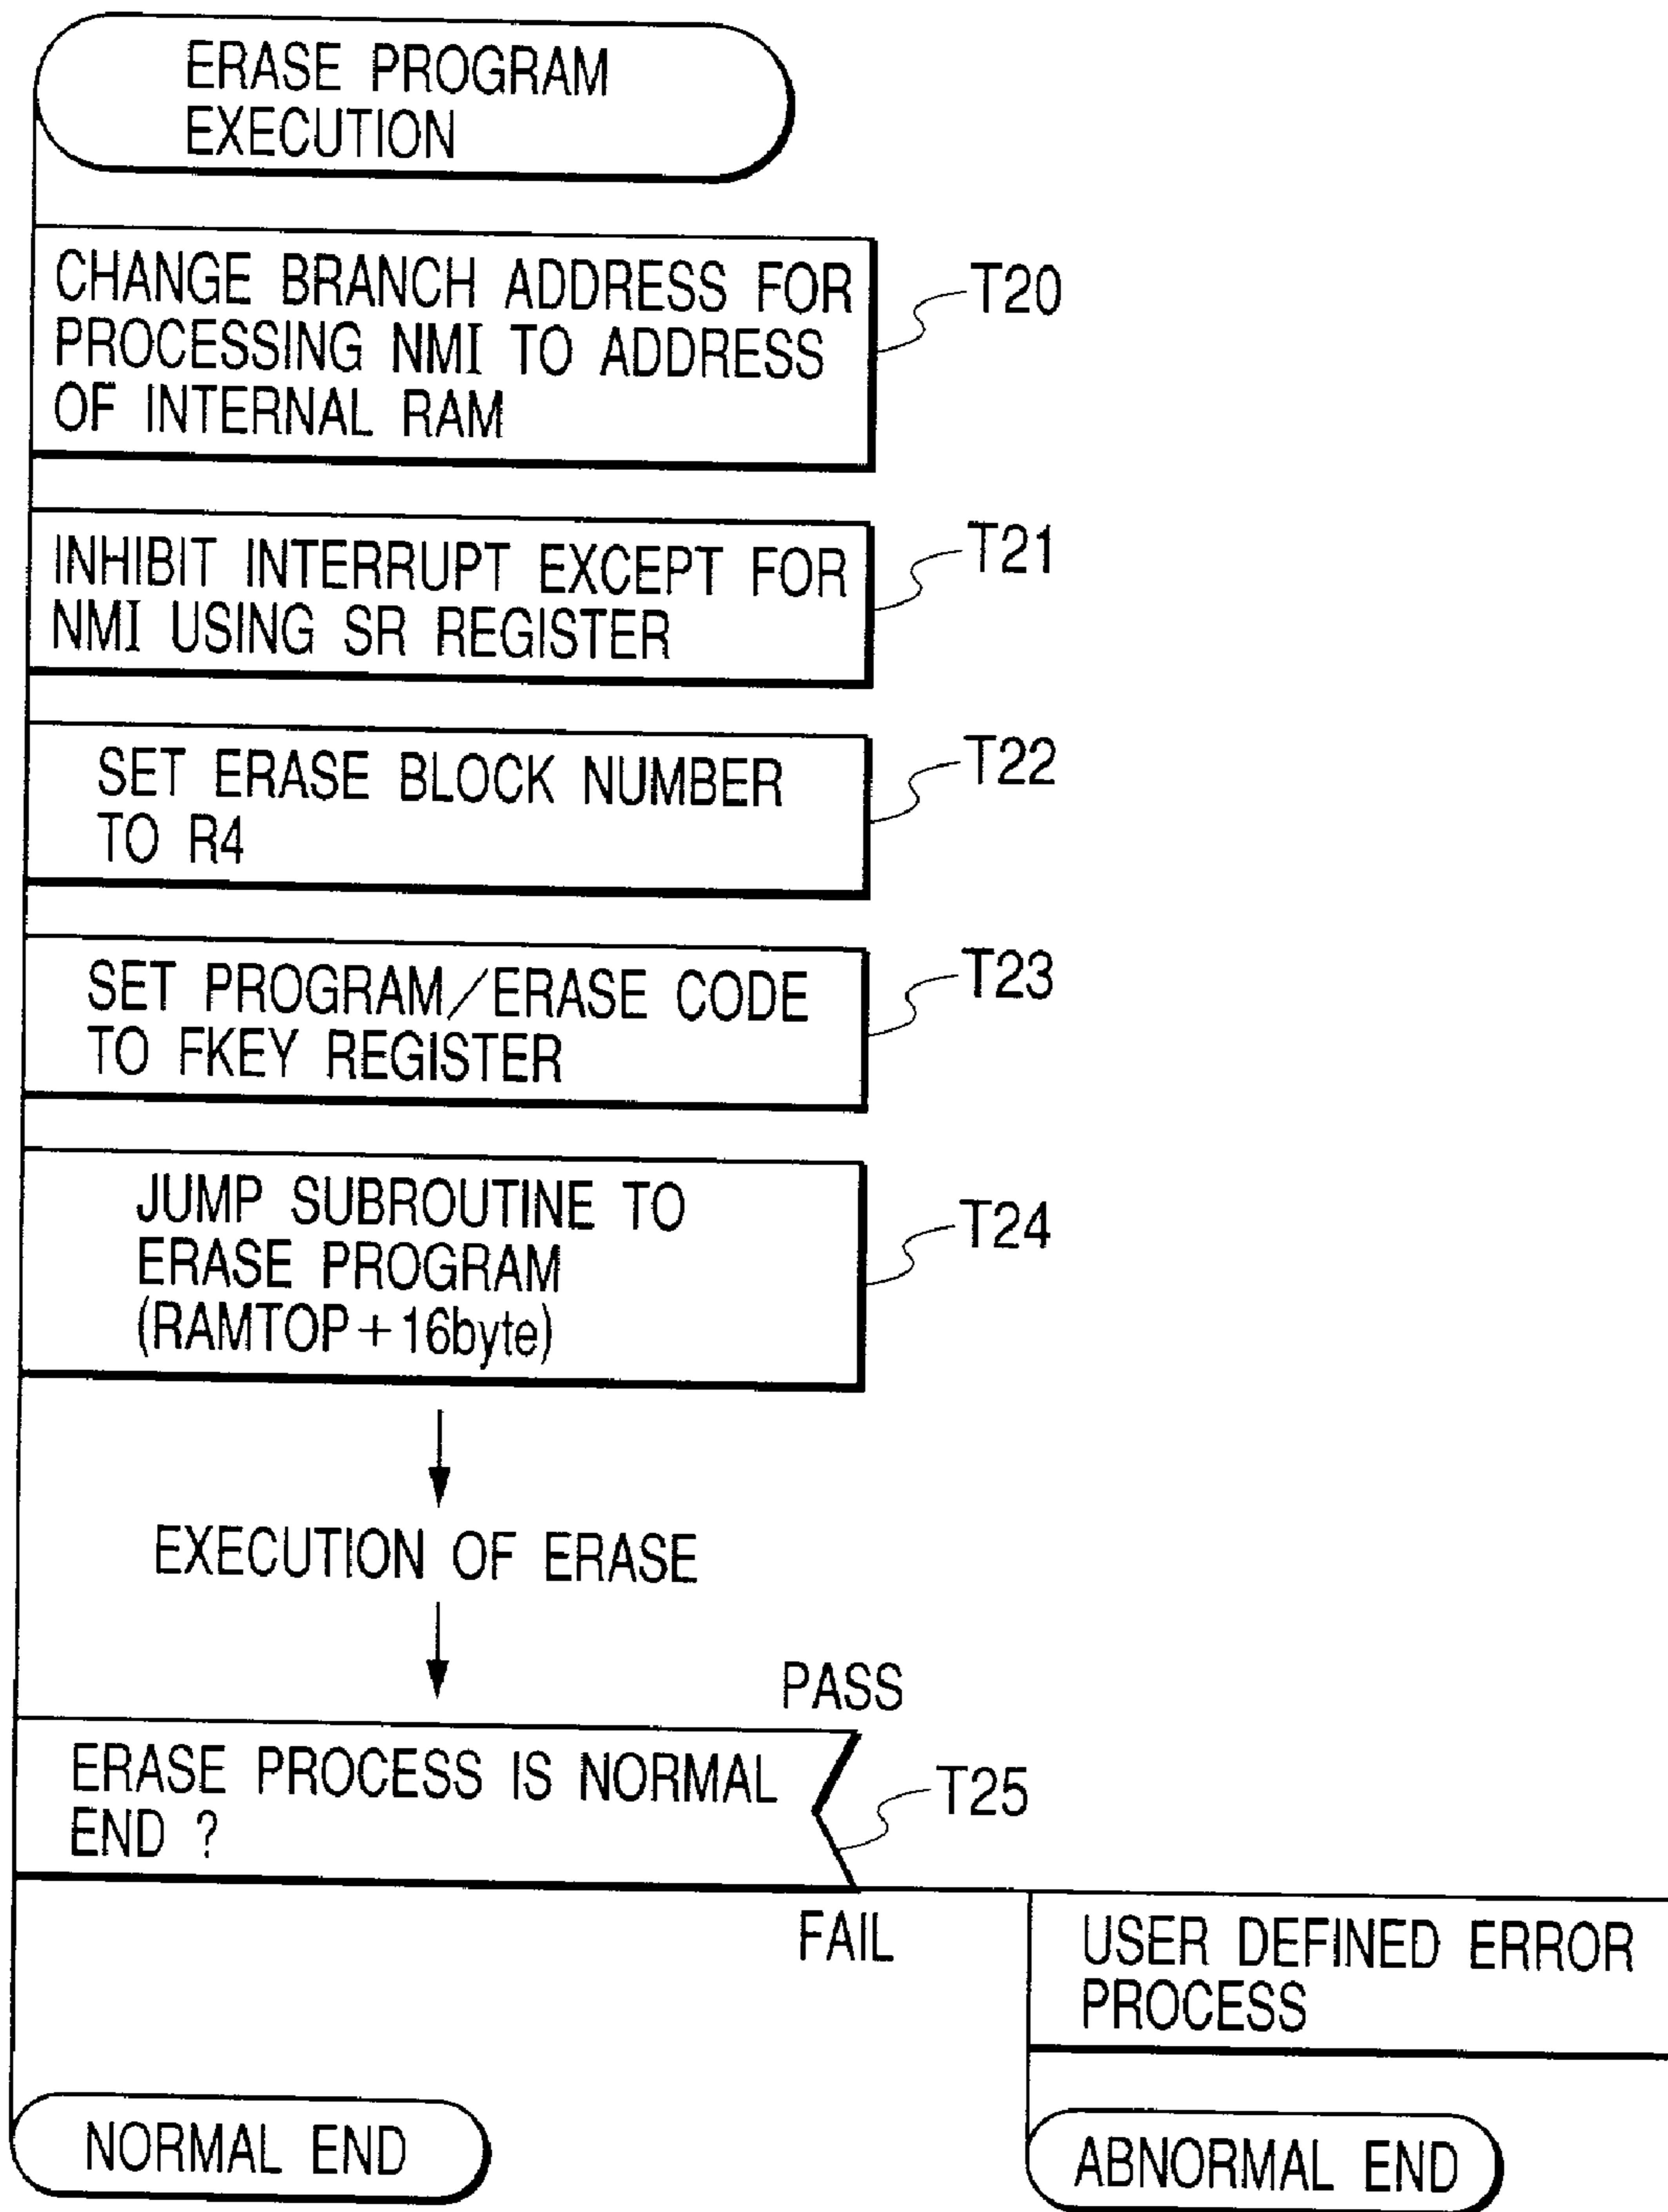 ERASE PROGRAM
EXECUTION
CHANGE BRANCH ADDRESS FOR
PROCESSING NMI TO ADDRESS
OF INTERNAL RAM
T20
INHIBIT INTERRUPT EXCEPT FOR
NMI USING SR REGISTER
T21
SET ERASE BLOCK NUMBER
TO R4
T22
SET PROGRAM/ERASE CODE
TO FKEY REGISTER
T23
JUMP SUBROUTINE TO
ERASE PROGRAM
(RAMTOP+16byte)
T24
EXECUTION OF ERASE
PASS
ERASE PROCESS IS NORMAL
END ?
T25
FAIL
USER DEFINED ERROR
PROCESS
NORMAL END
ABNORMAL END